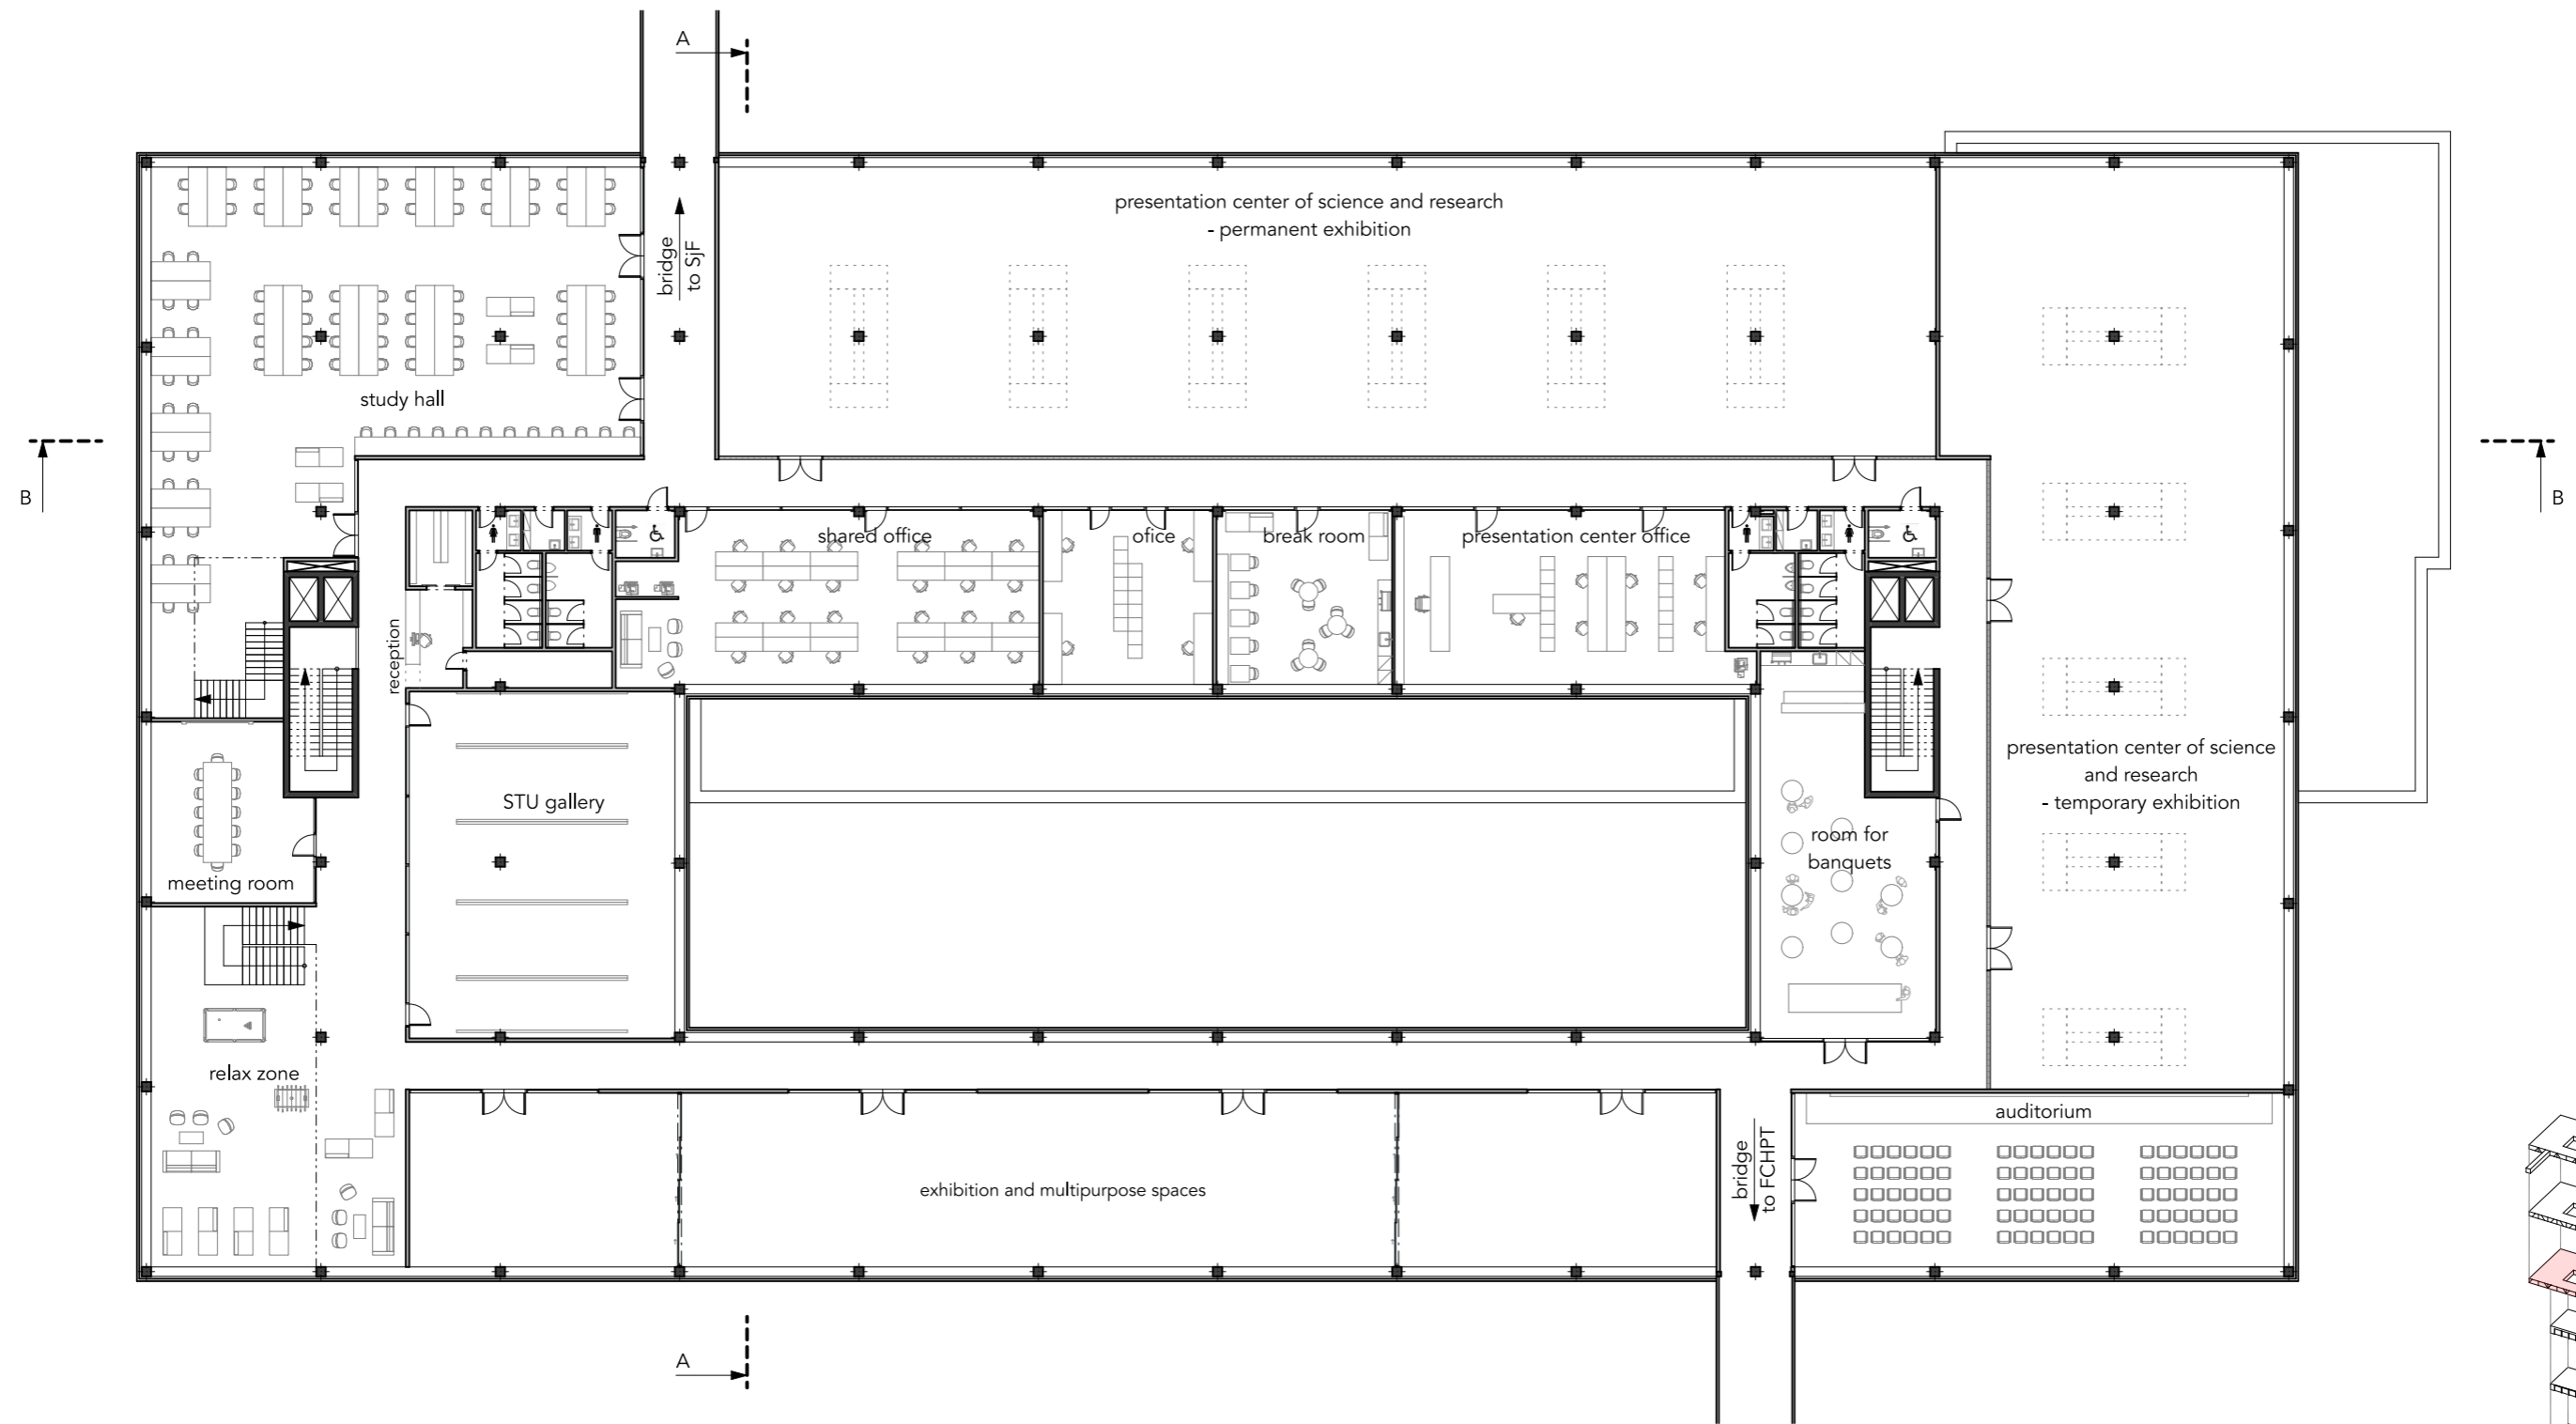 A
presentation center of science and research
- permanent exhibition
bridge
to SjF
study hall
B
B
shared office
ofice
break room
presentation center office
reception
presentation center of science
and research
- temporary exhibition
STU gallery
room for
banquets
meeting room
relax zone
auditorium
bridge
to FCHPT
exhibition and multipurpose spaces
A